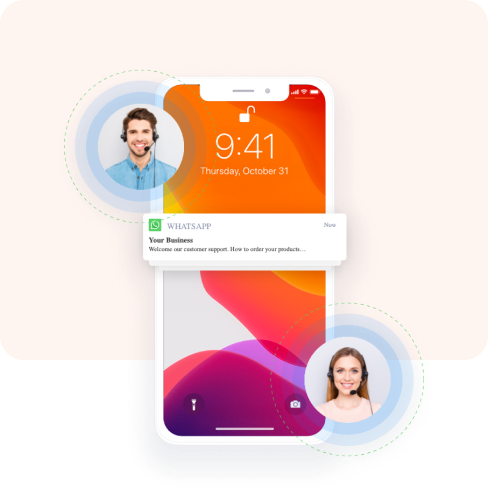 9:41
Thursday, October 31
WHATSAPP
Now
Your Business
Welcome our customer support. How to order your products…